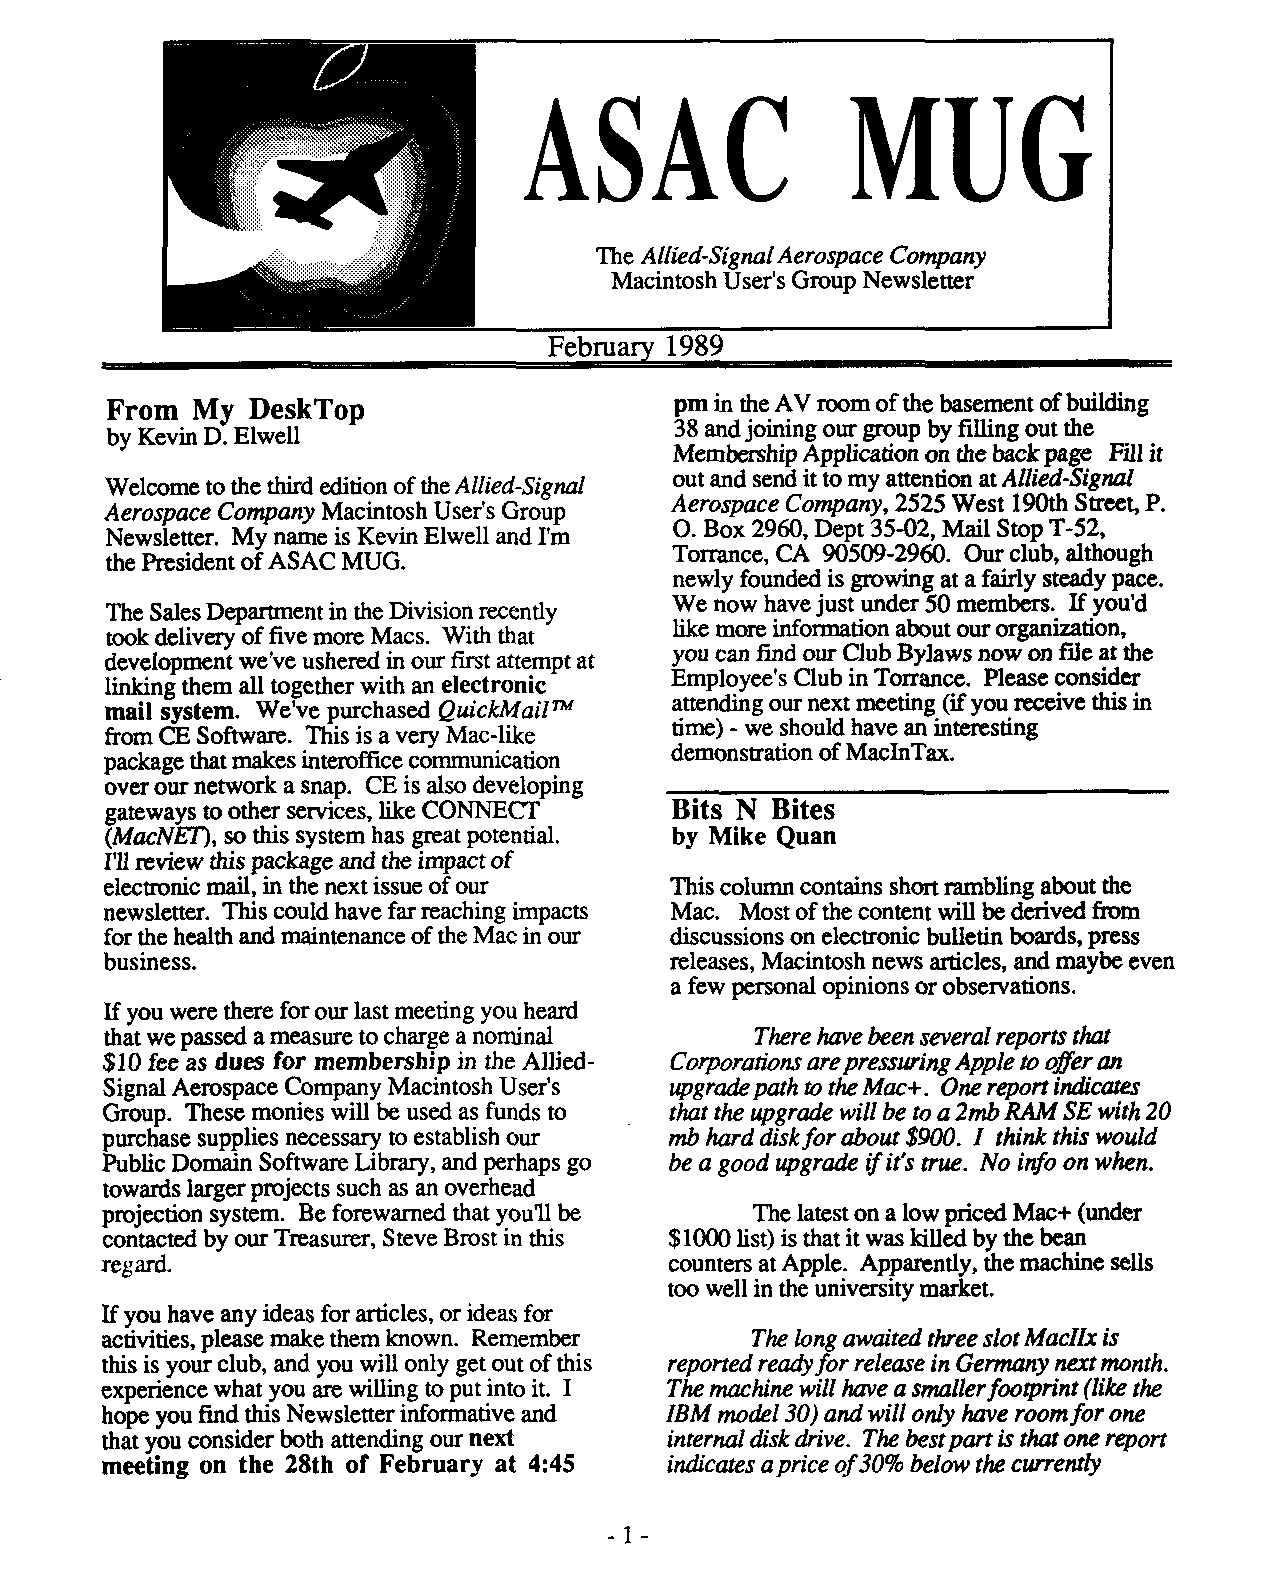 ASAC MUG
The Allied-Signal Aerospace Company
Macintosh User's Group Newsletter
February 1989
From My DeskTop
by Kevin D. Elwell
Welcome to the third edition of the Allied-Signal
Aerospace Company Macintosh User's Group
Newsletter. My name is Kevin Elwell and I'm
the President of ASAC MUG.
The Sales Department in the Division recently
took delivery of five more Macs. With that
development we've ushered in our first attempt at
linking them all together with an electronic
mail system. We've purchased QuickMail™
from CE Software. This is a very Mac-like
package that makes interoffice communication
over our network a snap. CE is also developing
gateways to other services, like CONNECT
(MacNET), so this system has great potential.
I'll review this package and the impact of
electronic mail, in the next issue of our
newsletter. This could have far reaching impacts
for the health and maintenance of the Mac in our
business.
If you were there for our last meeting you heard
that we passed a measure to charge a nominal
$10 fee as dues for membership in the Allied-
Signal Aerospace Company Macintosh User's
Group. These monies will be used as funds to
purchase supplies necessary to establish our
Public Domain Software Library, and perhaps go
towards larger projects such as an overhead
projection system. Be forewarned that you'll be
contacted by our Treasurer, Steve Brost in this
regard.
If you have any ideas for articles, or ideas for
activities, please make them known. Remember
this is your club, and you will only get out of this
experience what you are willing to put into it. I
hope you find this Newsletter informative and
that you consider both attending our next
meeting on the 28th of February at 4:45
pm in the AV room of the basement of building
38 and joining our group by filling out the
Membership Application on the back page Fill it
out and send it to my attention at Allied-Signal
Aerospace Company, 2525 West 190th Street, P.
O. Box 2960, Dept 35-02, Mail Stop T-52,
Torrance, CA 90509-2960. Our club, although
newly founded is growing at a fairly steady pace.
We now have just under 50 members. If you'd
like more information about our organization,
you can find our Club Bylaws now on file at the
Employee's Club in Torrance. Please consider
attending our next meeting (if you receive this in
time) - we should have an interesting
demonstration of MacInTax.
Bits N Bites
by Mike Quan
This column contains short rambling about the
Mac. Most of the content will be derived from
discussions on electronic bulletin boards, press
releases, Macintosh news articles, and maybe even
a few personal opinions or observations.
There have been several reports that
Corporations are pressuring Apple to offer an
upgrade path to the Mac+. One report indicates
that the upgrade will be to a 2mb RAM SE with 20
mb hard disk for about $900. I think this would
be a good upgrade if it's true. No info on when.
The latest on a low priced Mac+ (under
$1000 list) is that it was killed by the bean
counters at Apple. Apparently, the machine sells
too well in the university market.
The long awaited three slot MacIIx is
reported ready for release in Germany next month.
The machine will have a smaller footprint (like the
IBM model 30) and will only have room for one
internal disk drive. The best part is that one report
indicates a price of 30% below the currently
- 1 -